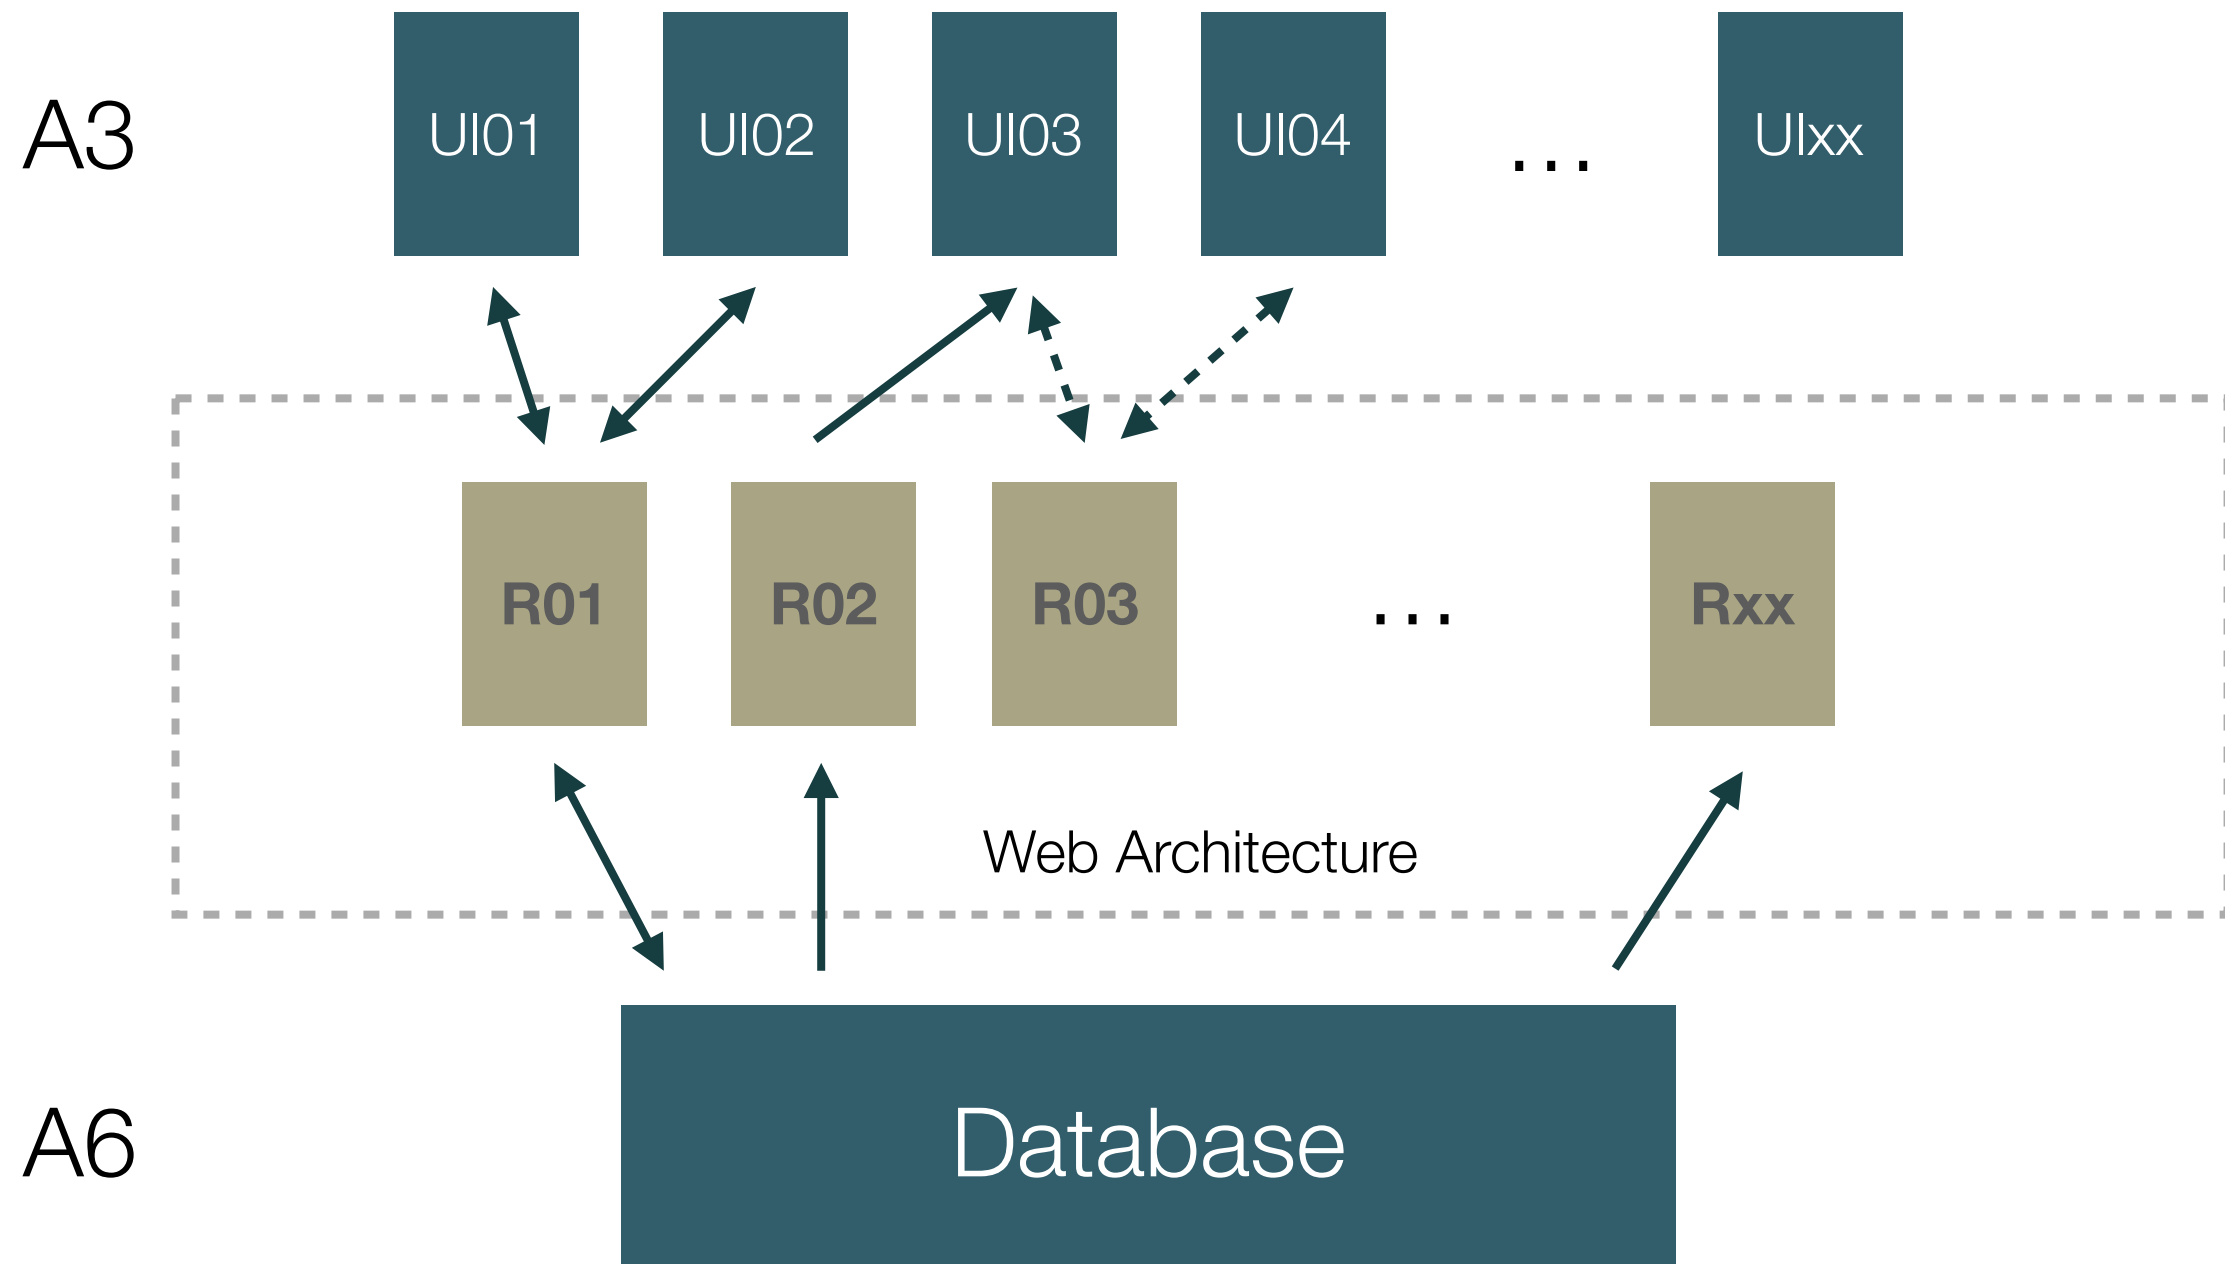 A3
UI01 UI02 UI03 UI04 ... UIxx
R01 R02 R03 ... Rxx
Web Architecture
A6
Database